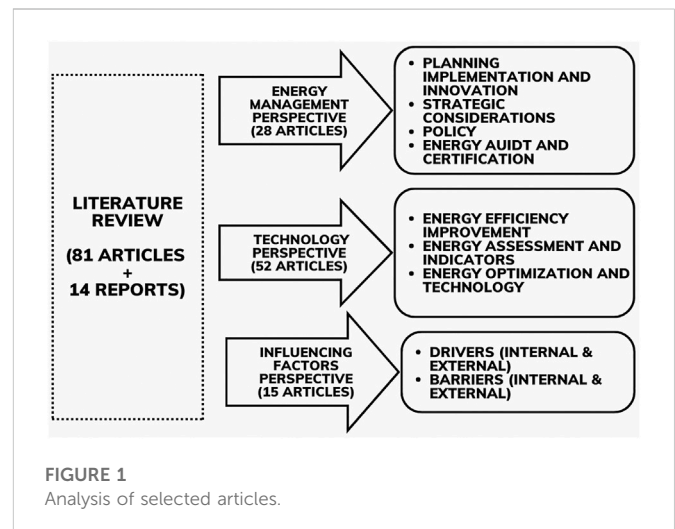 LITERATURE
REVIEW
(81 ARTICLES
+
14 REPORTS)
ENERGY
MANAGEMENT
PERSPECTIVE
(28 ARTICLES)
• PLANNING
IMPLEMENTATION AND
INNOVATION
• STRATEGIC
CONSIDERATIONS
• POLICY
• ENERGY AUIDT AND
CERTIFICATION
TECHNOLOGY
PERSPECTIVE
(52 ARTICLES)
• ENERGY EFFICIENCY
IMPROVEMENT
• ENERGY ASSESSMENT AND
INDICATORS
• ENERGY OPTIMIZATION AND
TECHNOLOGY
INFLUENCING
FACTORS
PERSPECTIVE
(15 ARTICLES)
• DRIVERS (INTERNAL &
EXTERNAL)
• BARRIERS (INTERNAL &
EXTERNAL)
FIGURE 1
Analysis of selected articles.